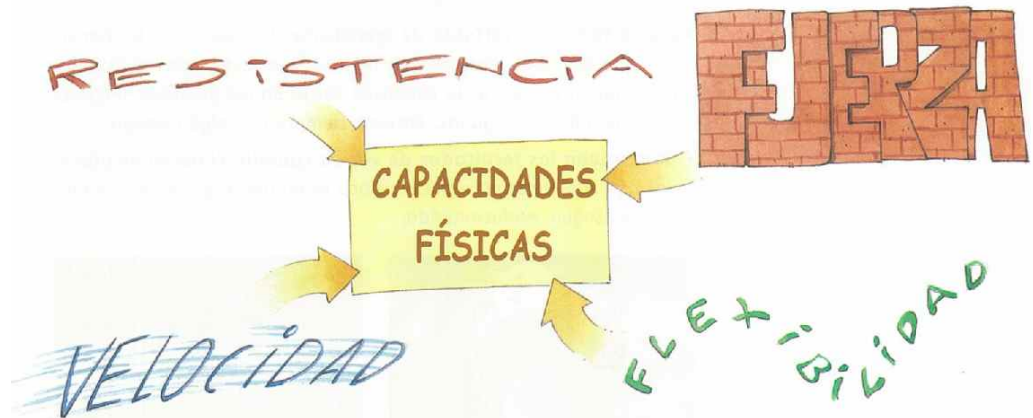 RESISTENCIA
FUERZA
CAPACIDADES
FÍSICAS
VELOCIDAD
FLEXIBILIDAD